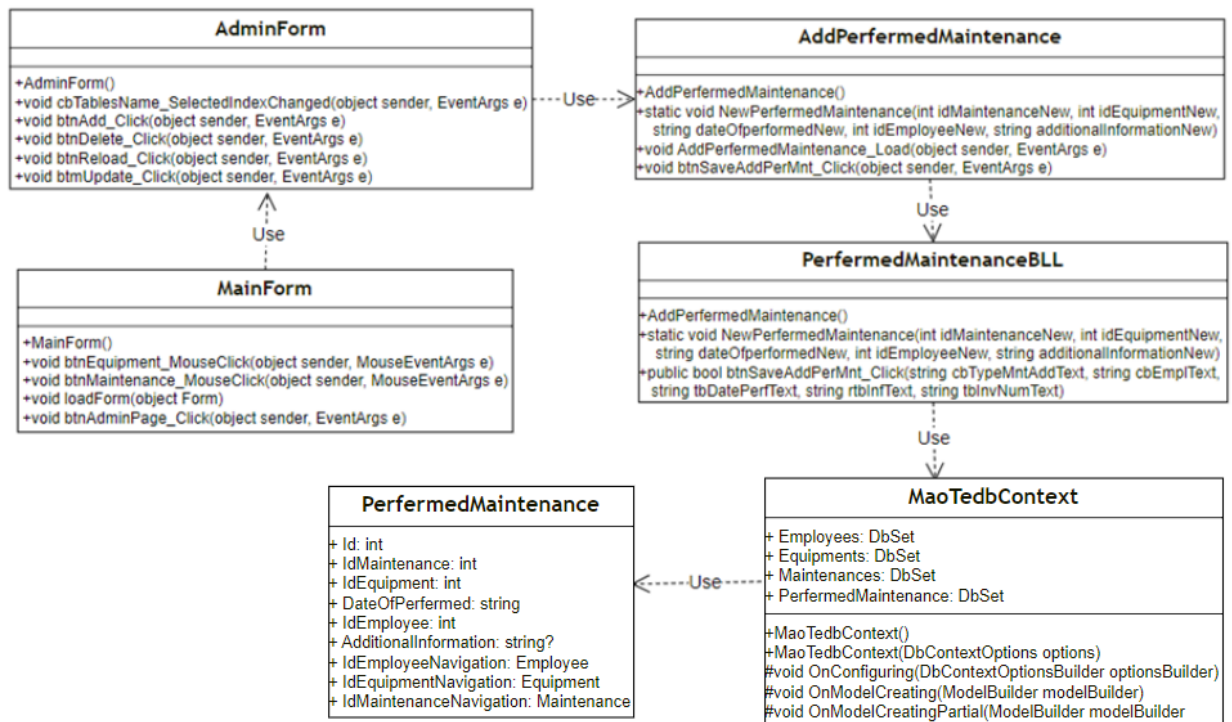 AdminForm
+AdminForm()
+void cbTablesName_SelectedIndexChanged(object sender, EventArgs e)
+void btnAdd_Click(object sender, EventArgs e)
+void btnDelete_Click(object sender, EventArgs e)
+void btnReload_Click(object sender, EventArgs e)
+void btmUpdate_Click(object sender, EventArgs e)
Use
AddPerfermedMaintenance
+AddPerfermedMaintenance()
+static void NewPerfermedMaintenance(int idMaintenanceNew, int idEquipmentNew,
string dateOfperformedNew, int idEmployeeNew, string additionalInformationNew)
+void AddPerfermedMaintenance_Load(object sender, EventArgs e)
+void btnSaveAddPerMnt_Click(object sender, EventArgs e)
Use
Use
MainForm
+MainForm()
+void btnEquipment_MouseClick(object sender, MouseEventArgs e)
+void btnMaintenance_MouseClick(object sender, MouseEventArgs e)
+void loadForm(object Form)
+void btnAdminPage_Click(object sender, EventArgs e)
PerfermedMaintenanceBLL
+AddPerfermedMaintenance()
+static void NewPerfermedMaintenance(int idMaintenanceNew, int idEquipmentNew,
string dateOfperformedNew, int idEmployeeNew, string additionalInformationNew)
+public bool btnSaveAddPerMnt_Click(string cbTypeMntAddText, string cbEmplText,
string tbDatePerfText, string rtbInfText, string tbInvNumText)
Use
PerfermedMaintenance
+ Id: int
+ IdMaintenance: int
+ IdEquipment: int
+ DateOfPerfermed: string
+ IdEmployee: int
+ AdditionalInformation: string?
+ IdEmployeeNavigation: Employee
+ IdEquipmentNavigation: Equipment
+ IdMaintenanceNavigation: Maintenance
Use
MaoTedbContext
+ Employees: DbSet
+ Equipments: DbSet
+ Maintenances: DbSet
+ PerfermedMaintenance: DbSet
+MaoTedbContext()
+MaoTedbContext(DbContextOptions options)
#void OnConfiguring(DbContextOptionsBuilder optionsBuilder)
#void OnModelCreating(ModelBuilder modelBuilder)
#void OnModelCreatingPartial(ModelBuilder modelBuilder